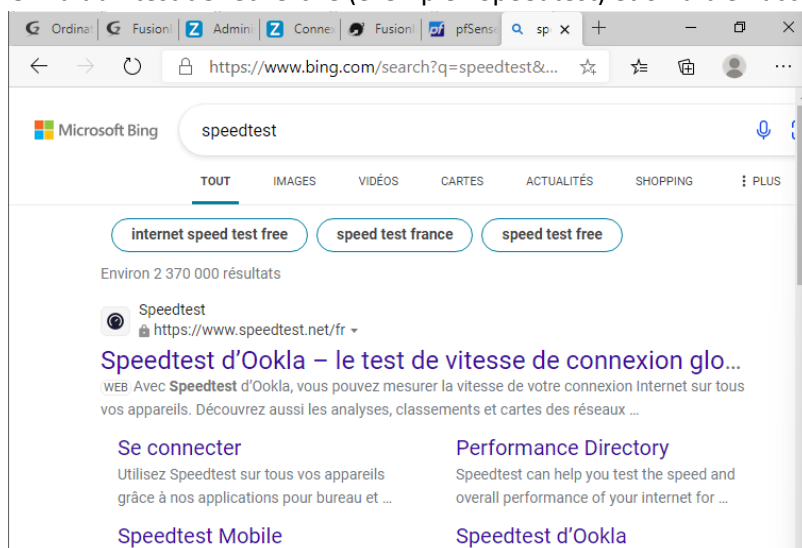 Ordinat
Fusionl
Admini
Connex
Fusionl
pfSens
sp
https://www.bing.com/search?q=speedtest&...
Microsoft Bing
speedtest
TOUT IMAGES VIDÉOS CARTES ACTUALITÉS SHOPPING PLUS
internet speed test free
speed test france
speed test free
Environ 2 370 000 résultats
Speedtest
https://www.speedtest.net/fr
Speedtest d'Ookla – le test de vitesse de connexion glo...
WEB Avec Speedtest d'Ookla, vous pouvez mesurer la vitesse de votre connexion Internet sur tous
vos appareils. Découvrez aussi les analyses, classements et cartes des réseaux ...
Se connecter
Utilisez Speedtest sur tous vos appareils
grâce à nos applications pour bureau et ...
Performance Directory
Speedtest can help you test the speed and
overall performance of your internet for ...
Speedtest Mobile
Speedtest d'Ookla